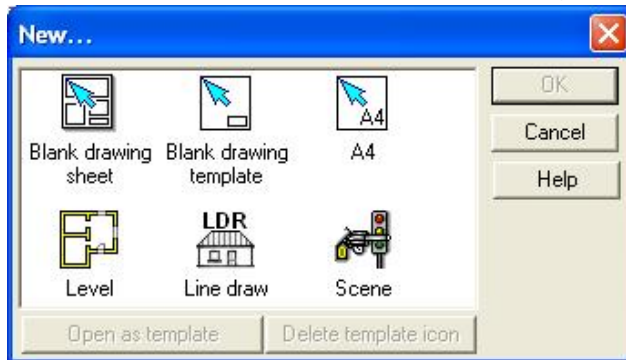 New...
Blank drawing
sheet
Blank drawing
template
A4
A4
LDR
Level
Line draw
Scene
OK
Cancel
Help
Open as template
Delete template icon